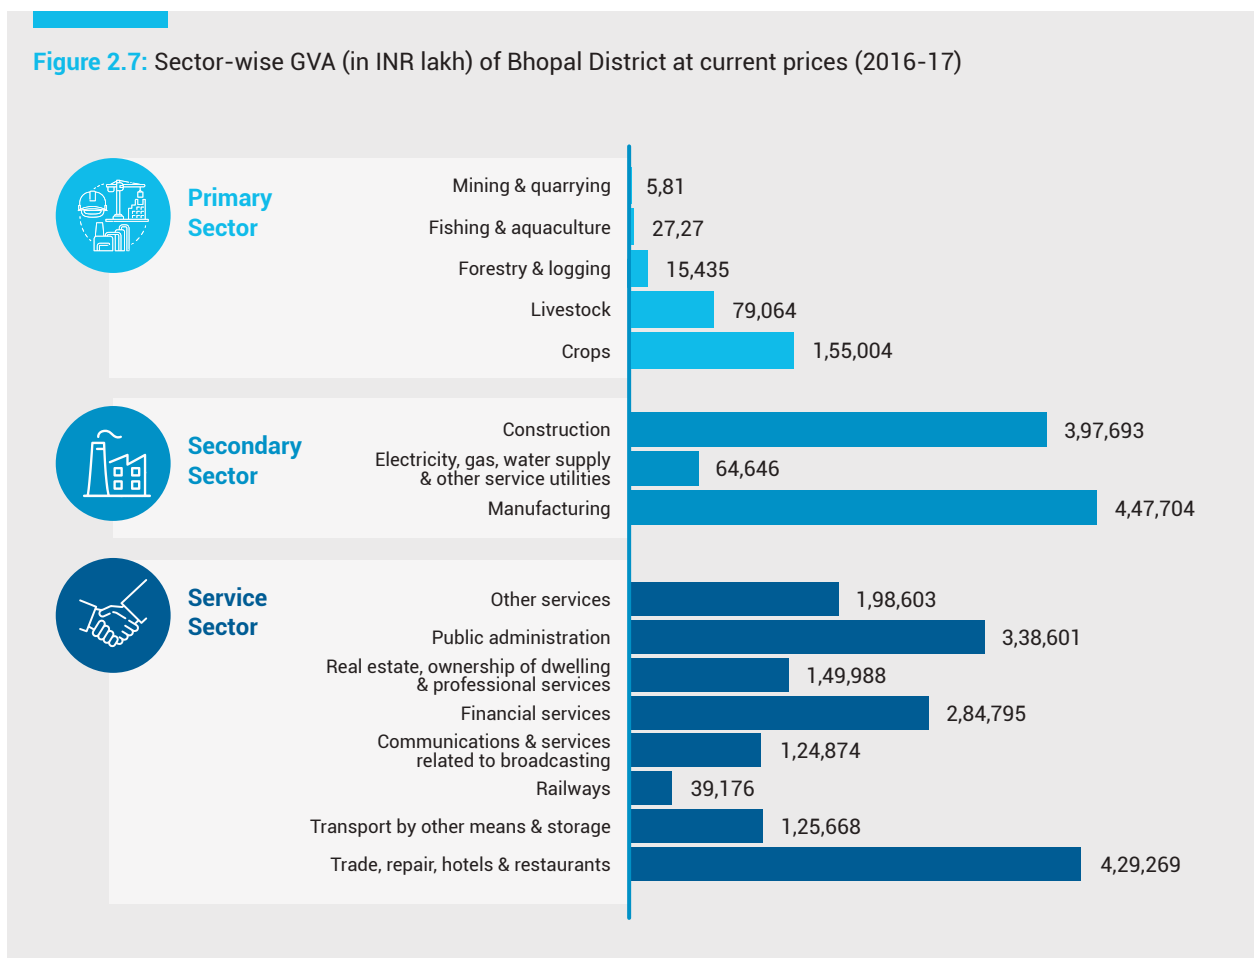 Figure 2.7: Sector-wise GVA (in INR lakh) of Bhopal District at current prices (2016-17)
Primary
Sector
Mining & quarrying 5,81
Fishing & aquaculture 27,27
Forestry & logging 15,435
Livestock 79,064
Crops 1,55,004
Secondary
Sector
Construction 3,97,693
Electricity, gas, water supply
& other service utilities 64,646
Manufacturing 4,47,704
Service
Sector
Other services 1,98,603
Public administration 3,38,601
Real estate, ownership of dwelling
& professional services 1,49,988
Financial services 2,84,795
Communications & services
related to broadcasting 1,24,874
Railways 39,176
Transport by other means & storage 1,25,668
Trade, repair, hotels & restaurants 4,29,269